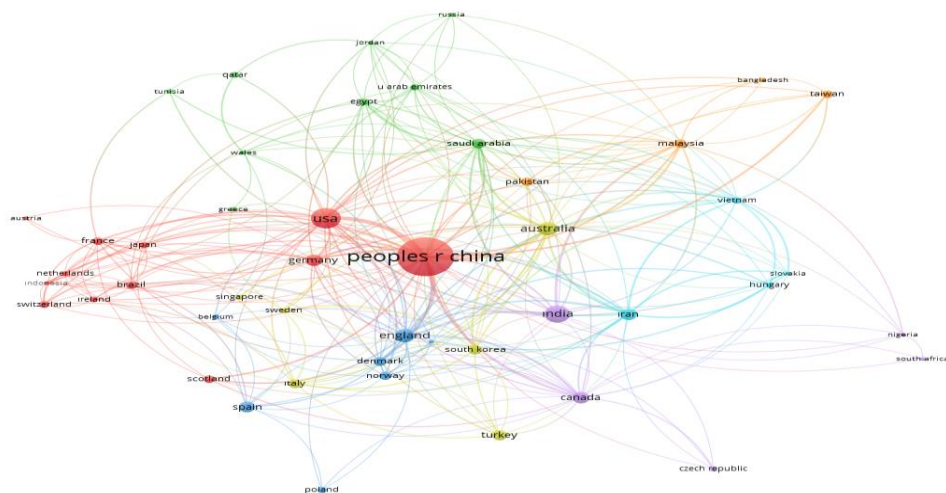 russia
jordan
qatar
u arab emirates
bangladesh
tunisia
egypt
taiwan
saudi arabia
malaysia
wales
pakistan
vietnam
greece
austria
usa
australia
france
japan
peoples r china
germany
netherlands
slovakia
indonesia
brazil
hungary
singapore
switzerland
ireland
sweden
india
iran
belgium
england
nigeria
south korea
denmark
south africa
norway
scotland
italy
canada
spain
turkey
czech republic
poland